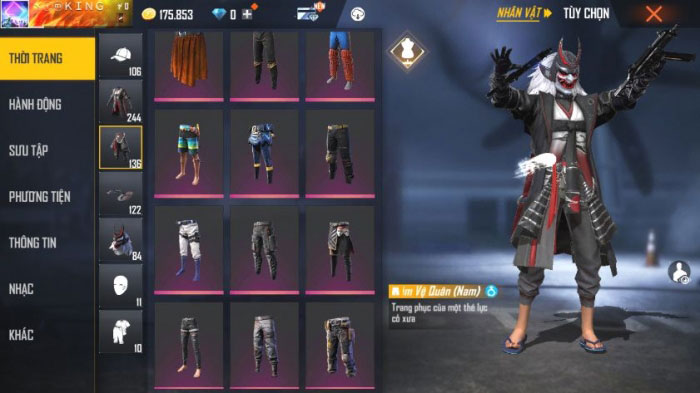 KING
175.853
0
NHÂN VẬT
TÙY CHỌN
THỜI TRANG
HÀNH ĐỘNG
SƯU TẬP
PHƯƠNG TIỆN
THÔNG TIN
NHẠC
KHÁC
106
244
136
122
84
11
10
im Vệ Quân (Nam)
Trang phục của một thế lực
cổ xưa